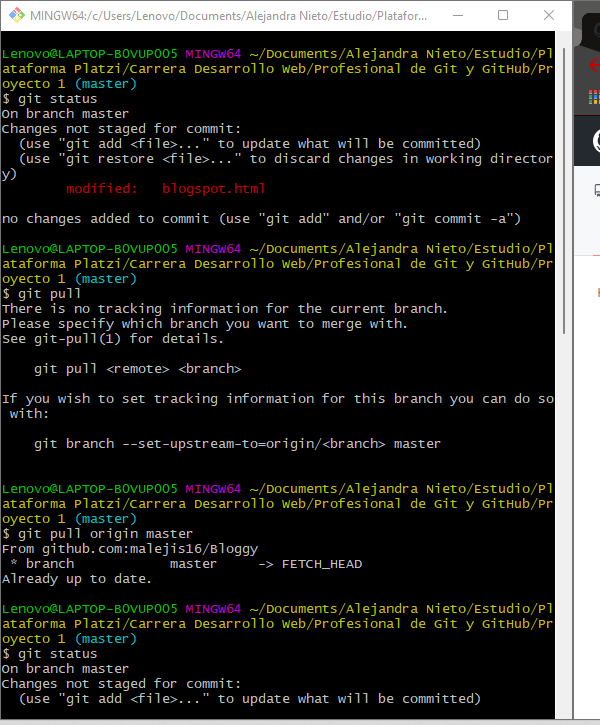 MINGW64:/c/Users/Lenovo/Documents/Alejandra Nieto/Estudio/Platafor...
Lenovo@LAPTOP-B0VUP005 MINGW64 ~/Documents/Alejandra Nieto/Estudio/Pl
ataforma Platzi/Carrera Desarrollo Web/Profesional de Git y GitHub/Pr
oyecto 1 (master)
$ git status
On branch master
Changes not staged for commit:
  (use "git add <file>..." to update what will be committed)
  (use "git restore <file>..." to discard changes in working director
y)
        modified:   blogspot.html
no changes added to commit (use "git add" and/or "git commit -a")
Lenovo@LAPTOP-B0VUP005 MINGW64 ~/Documents/Alejandra Nieto/Estudio/Pl
ataforma Platzi/Carrera Desarrollo Web/Profesional de Git y GitHub/Pr
oyecto 1 (master)
$ git pull
There is no tracking information for the current branch.
Please specify which branch you want to merge with.
See git-pull(1) for details.
    git pull <remote> <branch>
If you wish to set tracking information for this branch you can do so
 with:
    git branch --set-upstream-to=origin/<branch> master
Lenovo@LAPTOP-B0VUP005 MINGW64 ~/Documents/Alejandra Nieto/Estudio/Pl
ataforma Platzi/Carrera Desarrollo Web/Profesional de Git y GitHub/Pr
oyecto 1 (master)
$ git pull origin master
From github.com:malejis16/Bloggy
 * branch            master     -> FETCH_HEAD
Already up to date.
Lenovo@LAPTOP-B0VUP005 MINGW64 ~/Documents/Alejandra Nieto/Estudio/Pl
ataforma Platzi/Carrera Desarrollo Web/Profesional de Git y GitHub/Pr
oyecto 1 (master)
$ git status
On branch master
Changes not staged for commit:
  (use "git add <file>..." to update what will be committed)